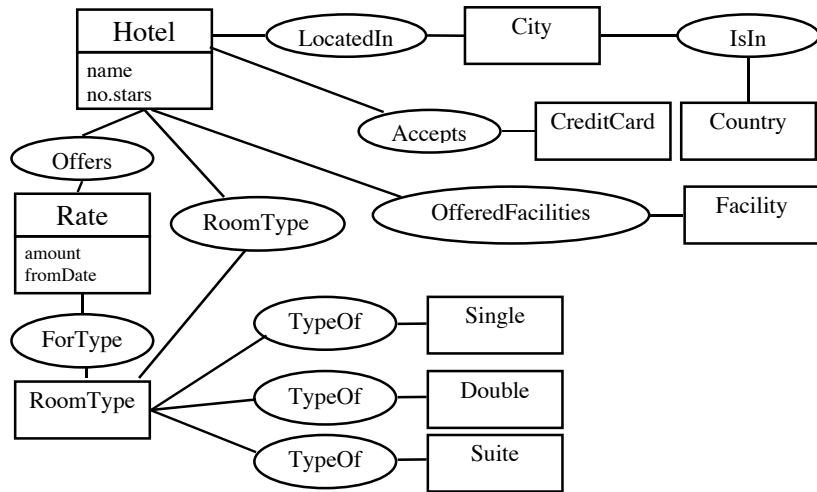 Hotel
name
no.stars
LocatedIn
City
IsIn
Accepts
CreditCard
Country
Offers
Rate
amount
fromDate
RoomType
OfferedFacilities
Facility
ForType
RoomType
TypeOf
Single
TypeOf
Double
TypeOf
Suite